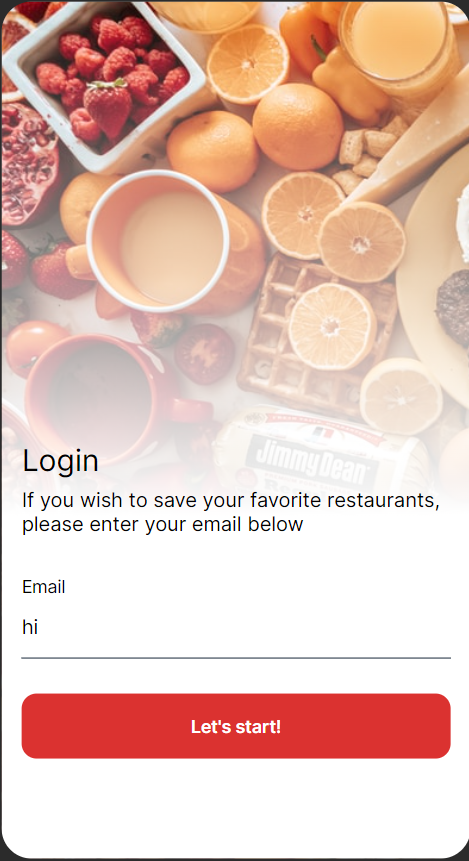 Jimmy Dean
Login
If you wish to save your favorite restaurants,
please enter your email below
Email
hi
Let's start!